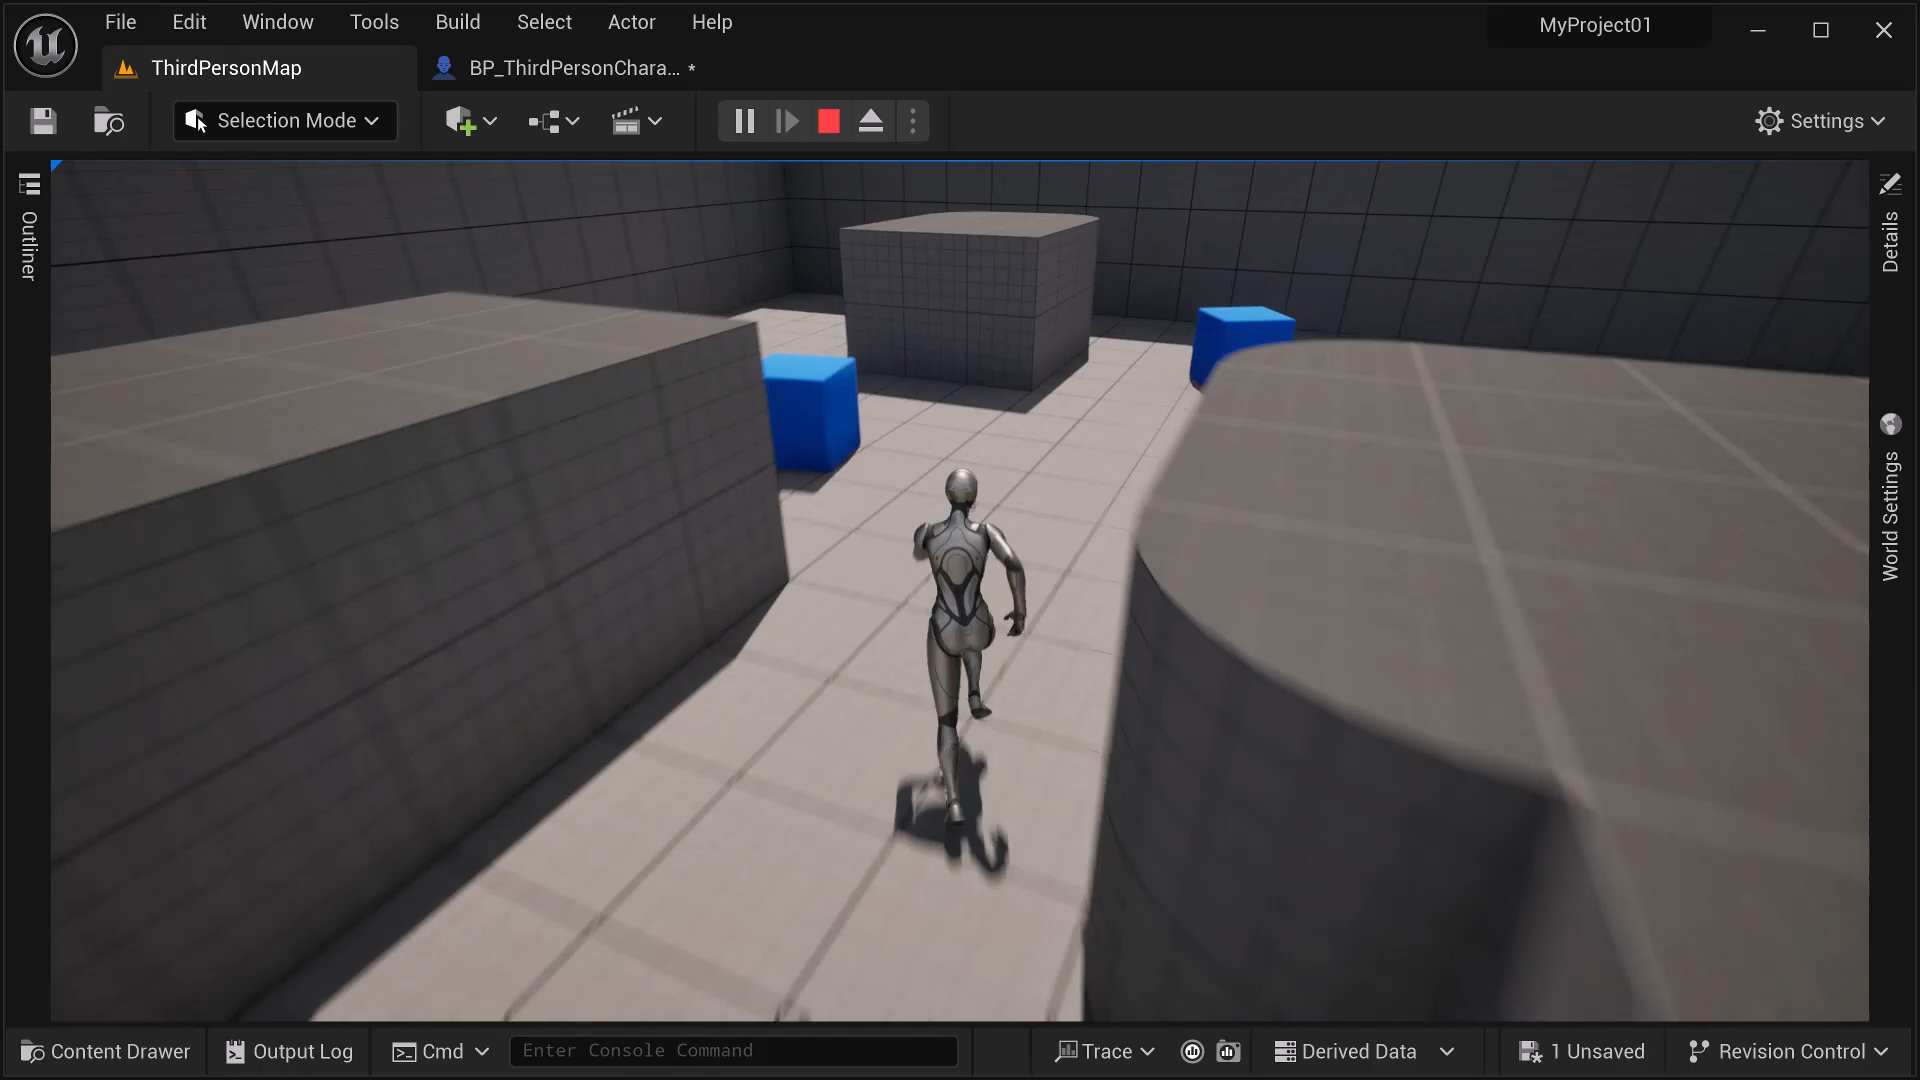 File Edit Window Tools Build Select Actor Help
MyProject01
ThirdPersonMap
BP_ThirdPersonChara... *
Selection Mode
Settings
Outliner
Details
World Settings
Content Drawer
Output Log
Cmd
Enter Console Command
Trace
Derived Data
1 Unsaved
Revision Control